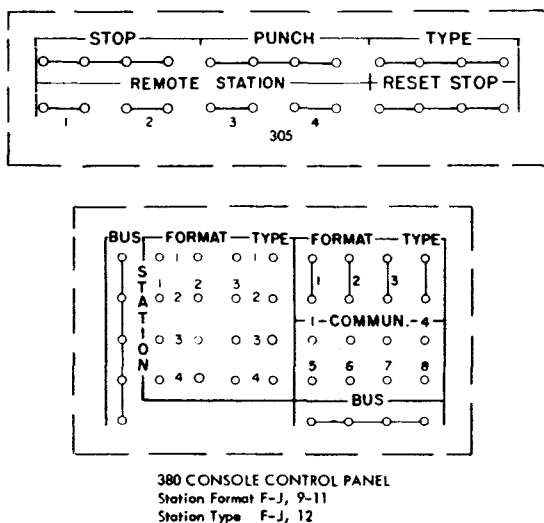 STOP PUNCH TYPE
REMOTE STATION RESET STOP
1 2 3 4
305
BUS FORMAT TYPE FORMAT TYPE
STATION
1 1
1 2 3
2 2
3 3
4 4
1 2 3
1-COMMUN.-4
5 6 7 8
BUS
380 CONSOLE CONTROL PANEL
Station Format F-J, 9-11
Station Type F-J, 12